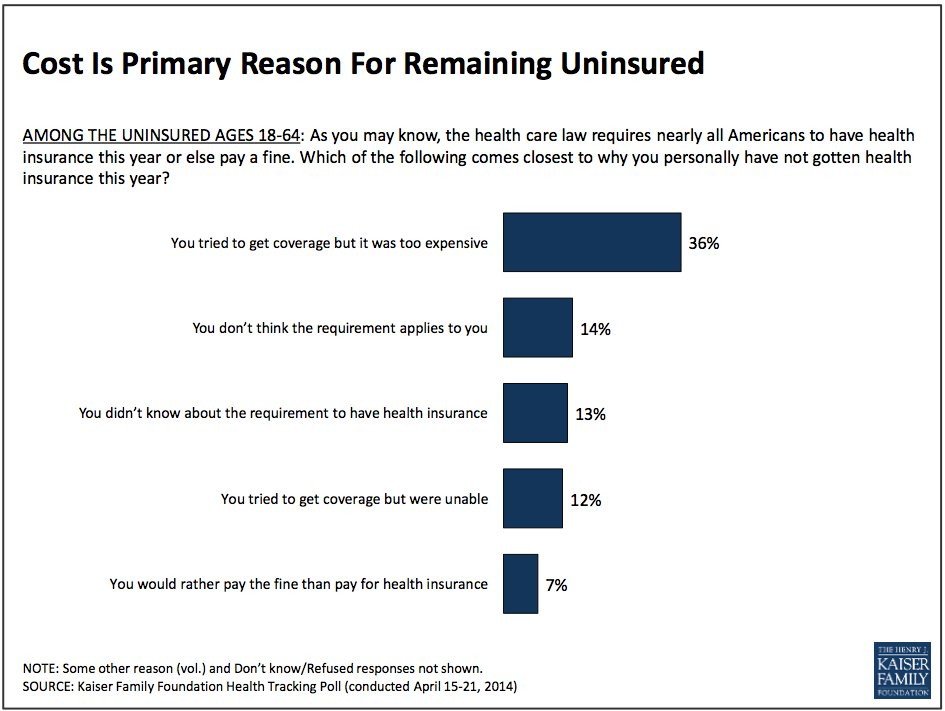 Cost Is Primary Reason For Remaining Uninsured
AMONG THE UNINSURED AGES 18-64: As you may know, the health care law requires nearly all Americans to have health
insurance this year or else pay a fine. Which of the following comes closest to why you personally have not gotten health
insurance this year?
You tried to get coverage but it was too expensive 36%
You don’t think the requirement applies to you 14%
You didn’t know about the requirement to have health insurance 13%
You tried to get coverage but were unable 12%
You would rather pay the fine than pay for health insurance 7%
NOTE: Some other reason (vol.) and Don’t know/Refused responses not shown.
SOURCE: Kaiser Family Foundation Health Tracking Poll (conducted April 15-21, 2014)
THE HENRY J.
KAISER
FAMILY
FOUNDATION